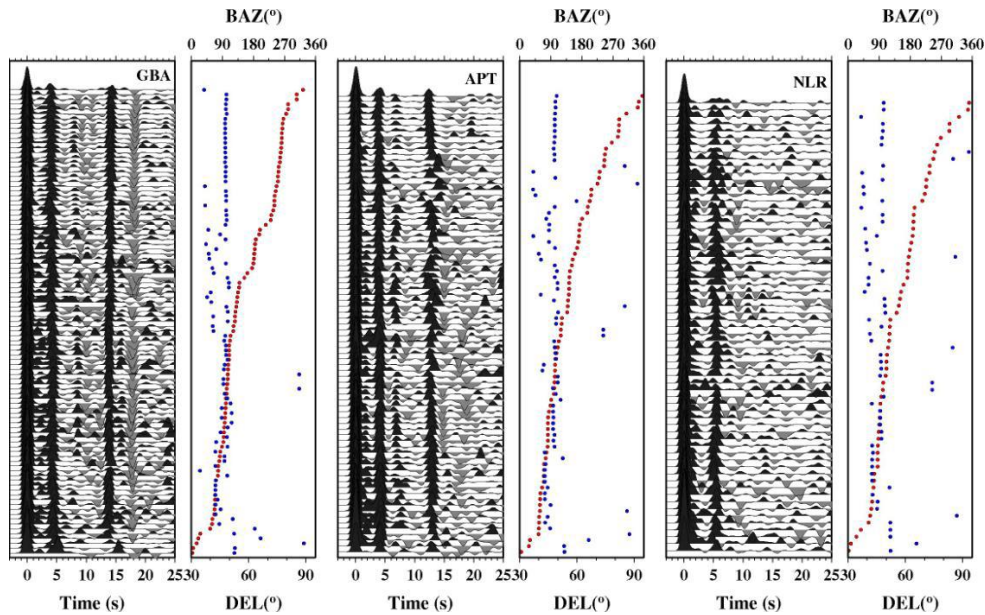 BAZ(°) BAZ(°) BAZ(°)
0 90 180 270 360 0 90 180 270 360 0 90 180 270 360
GBA APT NLR
0 5 10 15 20 25 30 60 90 0 5 10 15 20 25 30 60 90 0 5 10 15 20 25 30 60 90
Time (s) DEL(°) Time (s) DEL(°) Time (s) DEL(°)